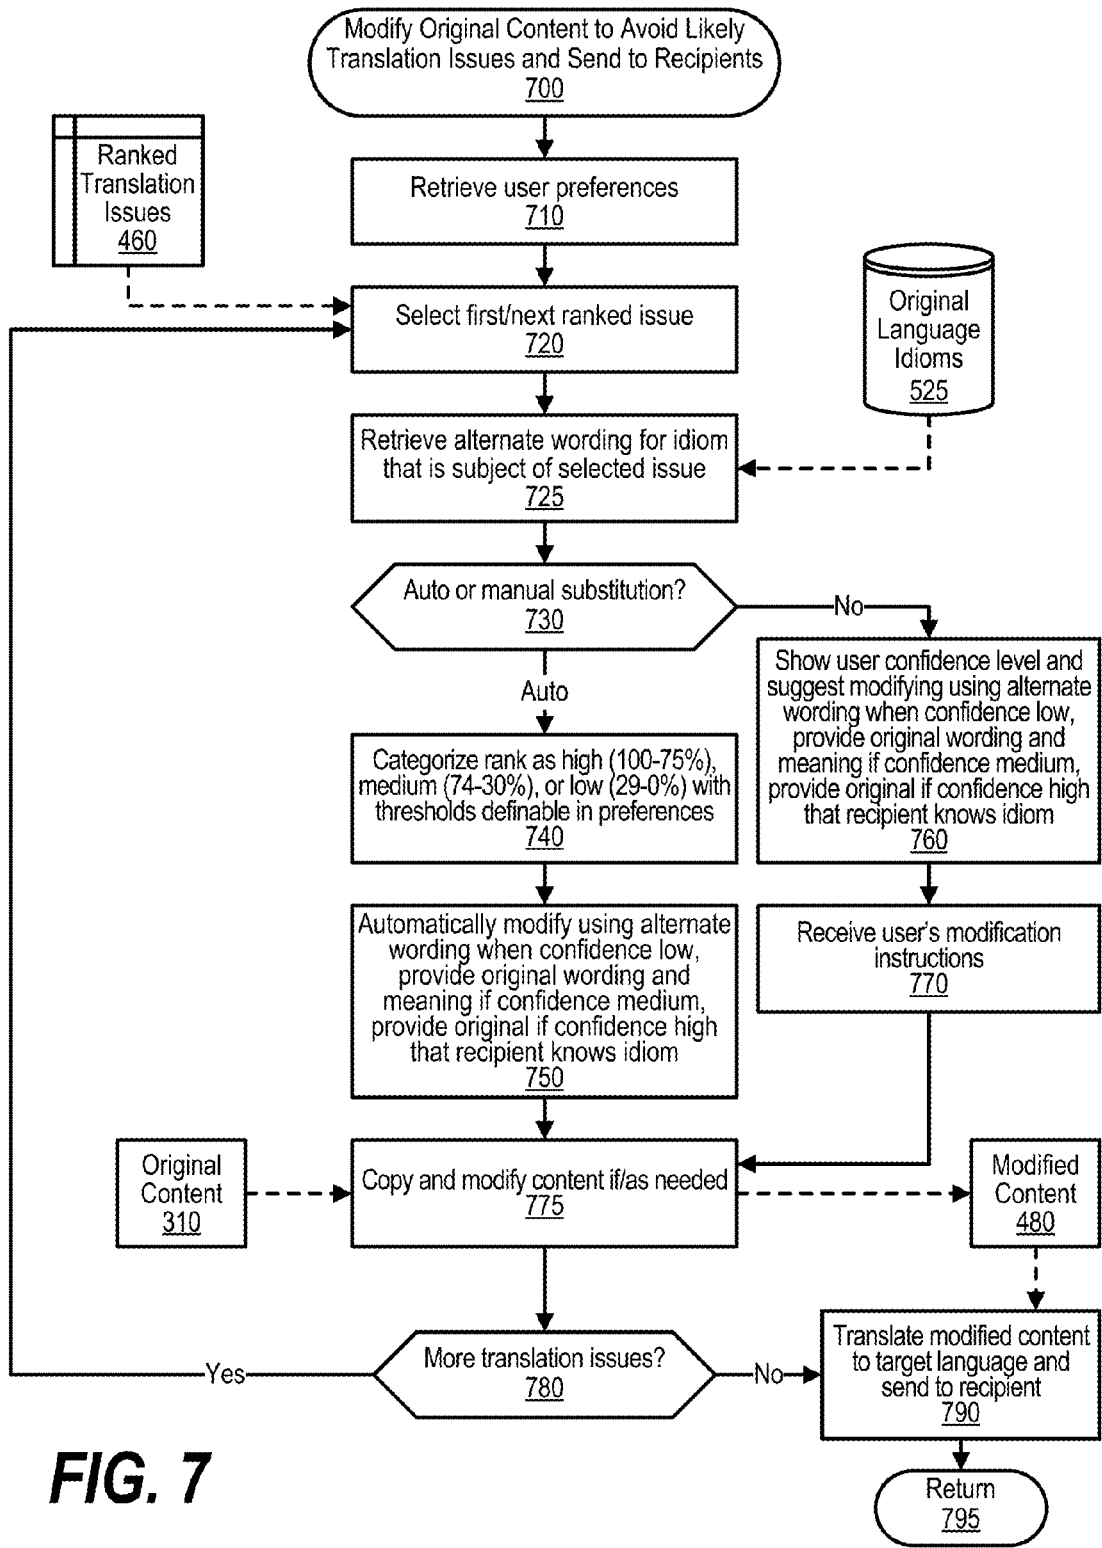 Modify Original Content to Avoid Likely
Translation Issues and Send to Recipients
700
Ranked
Translation
Issues
460
Retrieve user preferences
710
Select first/next ranked issue
720
Original
Language
Idioms
525
Retrieve alternate wording for idiom
that is subject of selected issue
725
Auto or manual substitution?
730
No
Auto
Show user confidence level and
suggest modifying using alternate
wording when confidence low,
provide original wording and
meaning if confidence medium,
provide original if confidence high
that recipient knows idiom
760
Categorize rank as high (100-75%),
medium (74-30%), or low (29-0%) with
thresholds definable in preferences
740
Automatically modify using alternate
wording when confidence low,
provide original wording and
meaning if confidence medium,
provide original if confidence high
that recipient knows idiom
750
Receive user's modification
instructions
770
Original
Content
310
Copy and modify content if/as needed
775
Modified
Content
480
More translation issues?
780
Yes
No
Translate modified content
to target language and
send to recipient
790
Return
795
FIG. 7